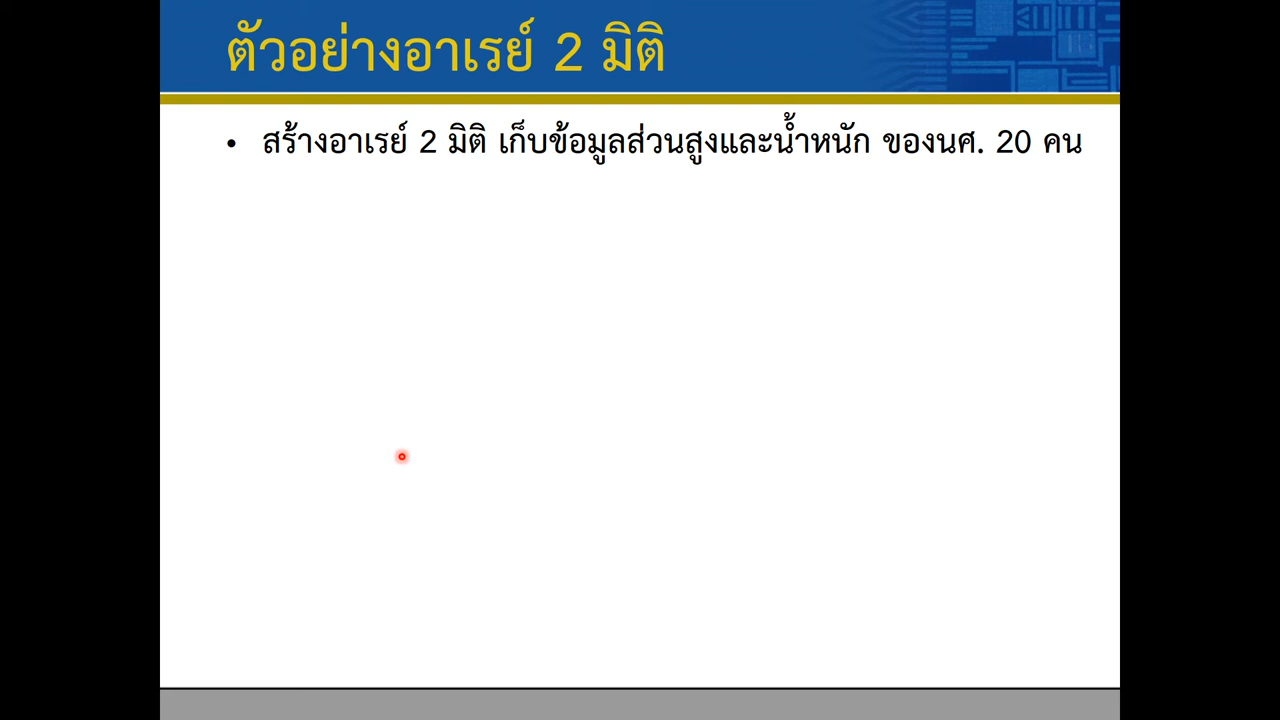 ตัวอย่างอาเรย์ 2 มิติ
• สร้างอาเรย์ 2 มิติ เก็บข้อมูลส่วนสูงและน้ำหนัก ของนศ. 20 คน